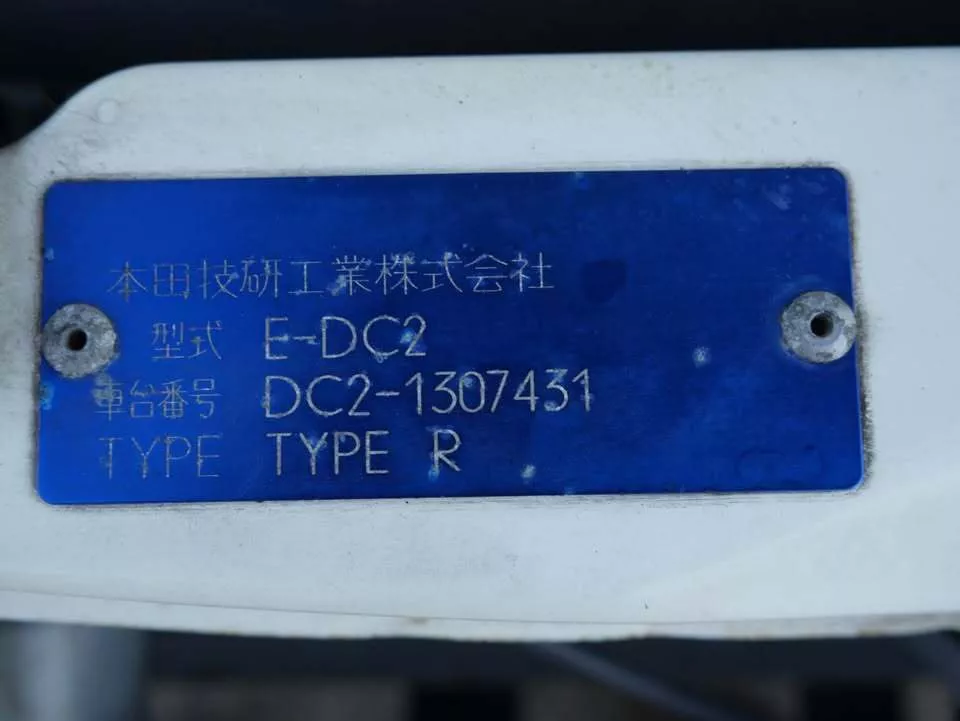 本田技研工業株式会社
型式 E-DC2
車台番号 DC2-1307431
TYPE TYPE R